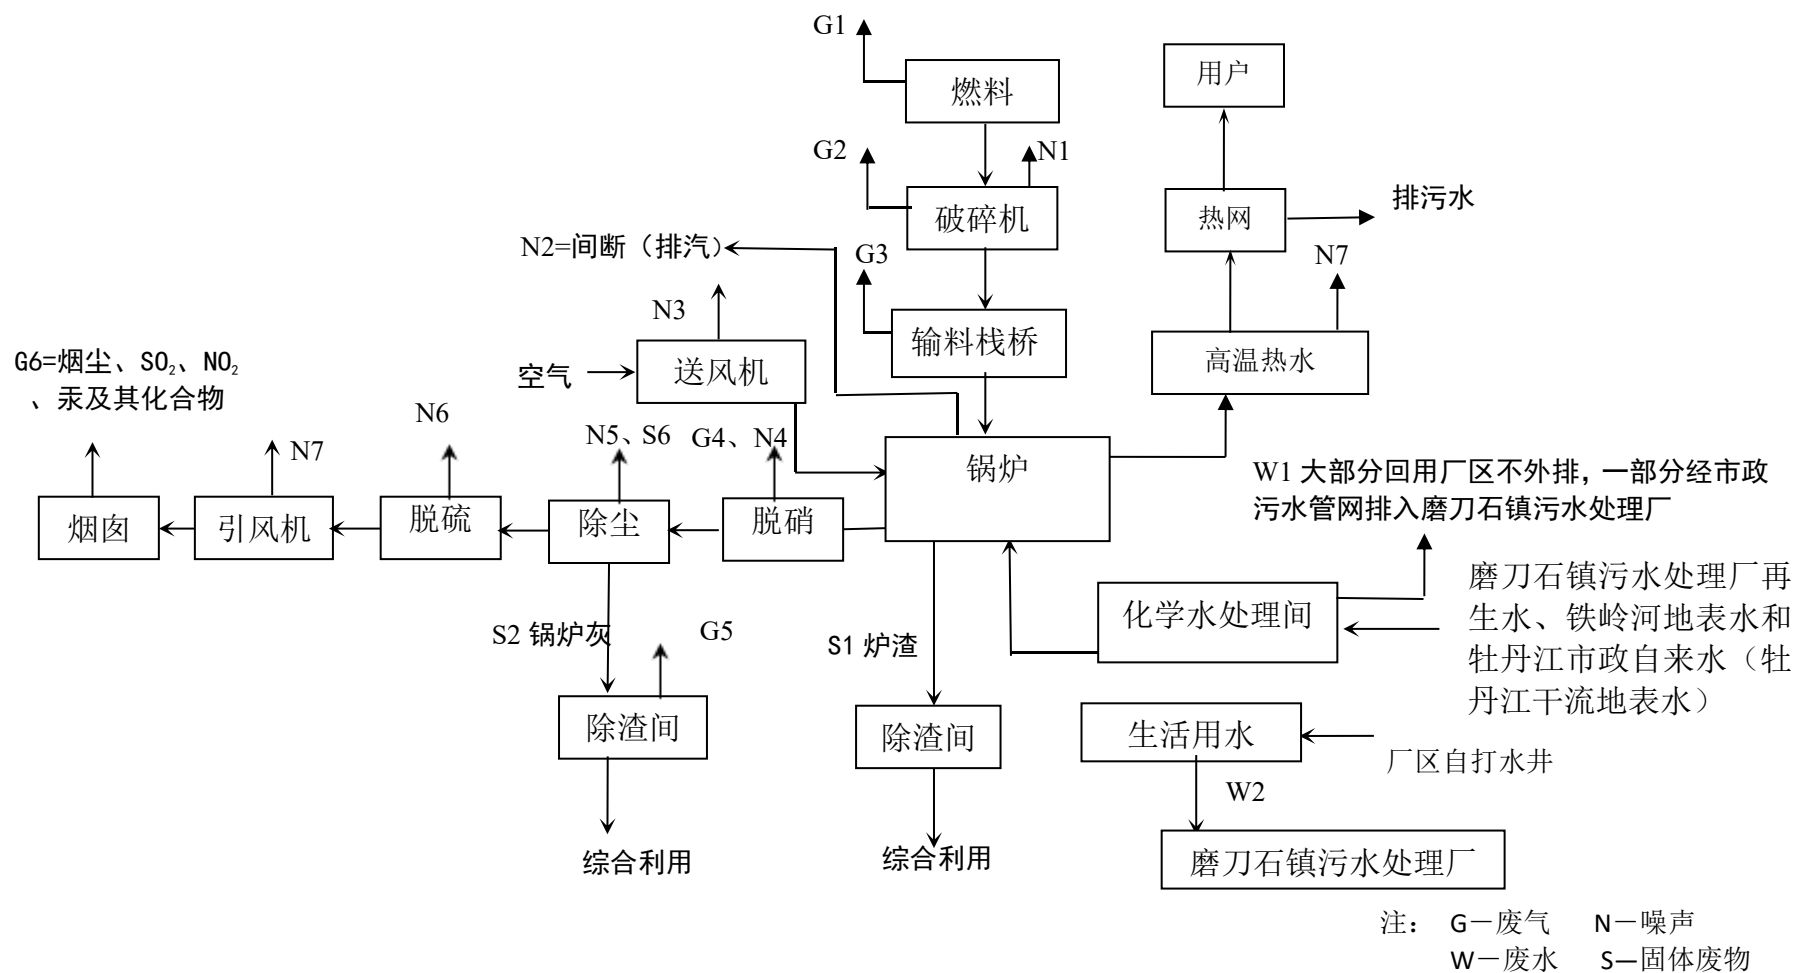 G1
燃料
用户
G2
N1
破碎机
热网
排污水
N2=间断（排汽）
G3
N7
N3
输料栈桥
高温热水
空气
送风机
G6=烟尘、SO₂、NO₂
、汞及其化合物
N6
N7
N5、S6
G4、N4
锅炉
W1 大部分回用厂区不外排，一部分经市政
污水管网排入磨刀石镇污水处理厂
烟囱
引风机
脱硫
除尘
脱硝
磨刀石镇污水处理厂再
生水、铁岭河地表水和
牡丹江市政自来水（牡
丹江干流地表水）
化学水处理间
S2 锅炉灰
G5
S1 炉渣
除渣间
除渣间
生活用水
厂区自打水井
W2
综合利用
综合利用
磨刀石镇污水处理厂
注： G－废气 N－噪声
W－废水 S—固体废物